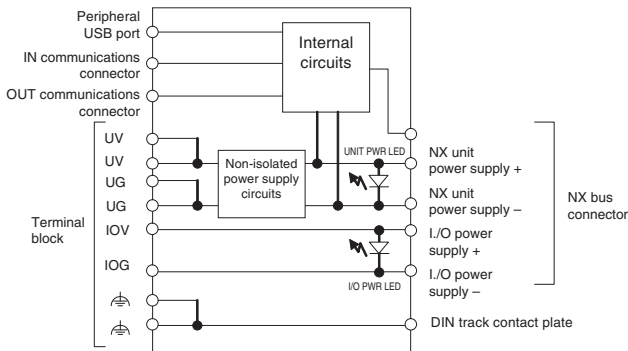 Peripheral
USB port
IN communications
connector
OUT communications
connector
Internal
circuits
UV
UV
UG
UG
IOV
IOG
Terminal
block
Non-isolated
power supply
circuits
UNIT PWR LED
I/O PWR LED
NX unit
power supply +
NX unit
power supply –
I./O power
supply +
I./O power
supply –
NX bus
connector
DIN track contact plate